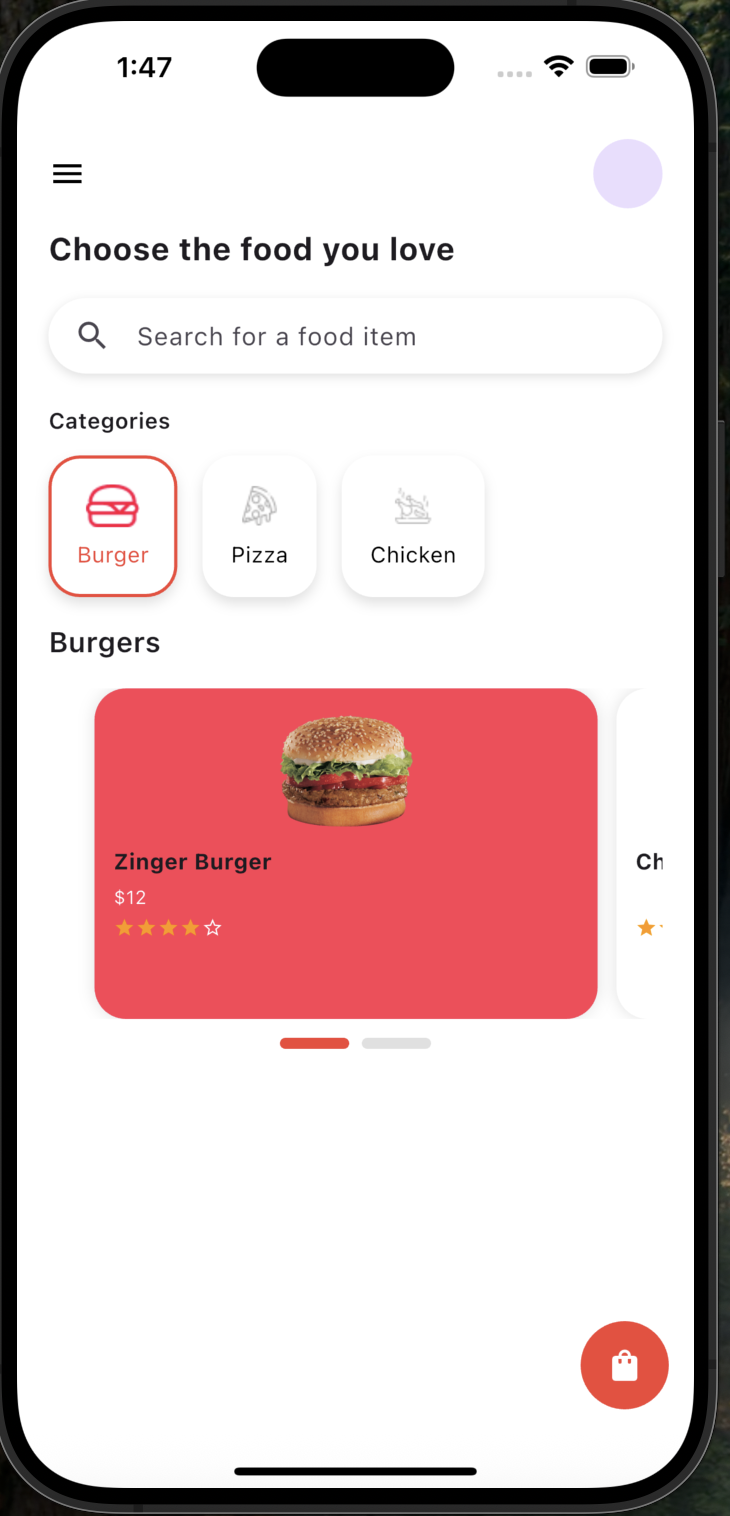 1:47
Choose the food you love
Search for a food item
Categories
Burger
Pizza
Chicken
Burgers
Zinger Burger
$12
Ch